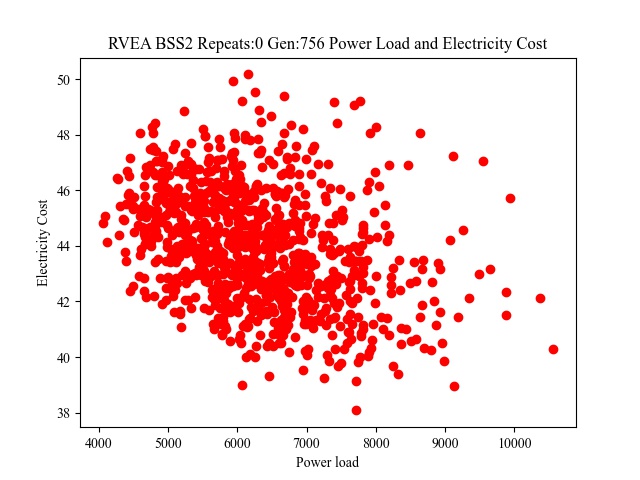 RVEA BSS2 Repeats:0 Gen:756 Power Load and Electricity Cost
50
48
46
44
42
40
38
Electricity Cost
4000 5000 6000 7000 8000 9000 10000
Power load